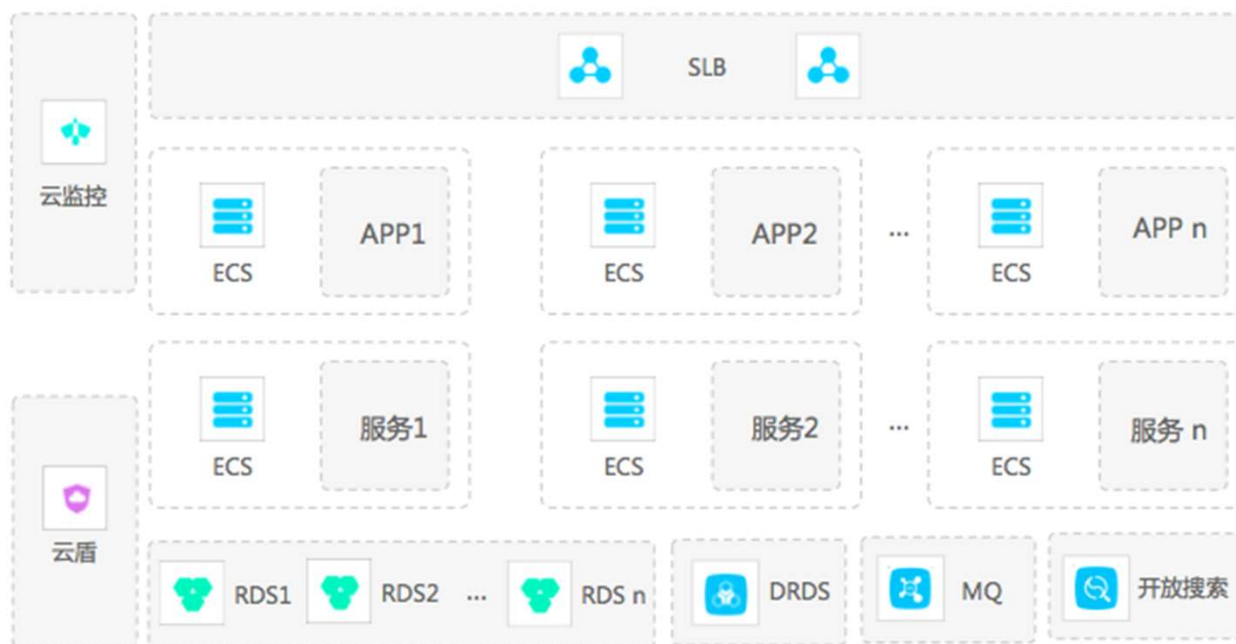 SLB
云监控
APP1
APP2
...
APP n
ECS
ECS
ECS
服务1
服务2
...
服务 n
ECS
ECS
ECS
云盾
RDS1
RDS2
...
RDS n
DRDS
MQ
开放搜索